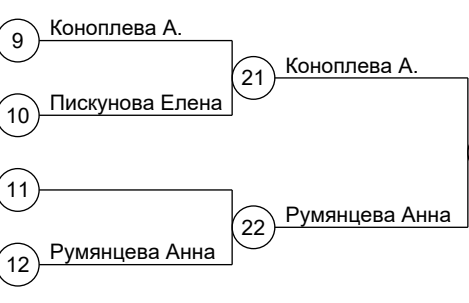 9 Коноплева А.
21 Коноплева А.
10 Пискунова Елена
11
22 Румянцева Анна
12 Румянцева Анна